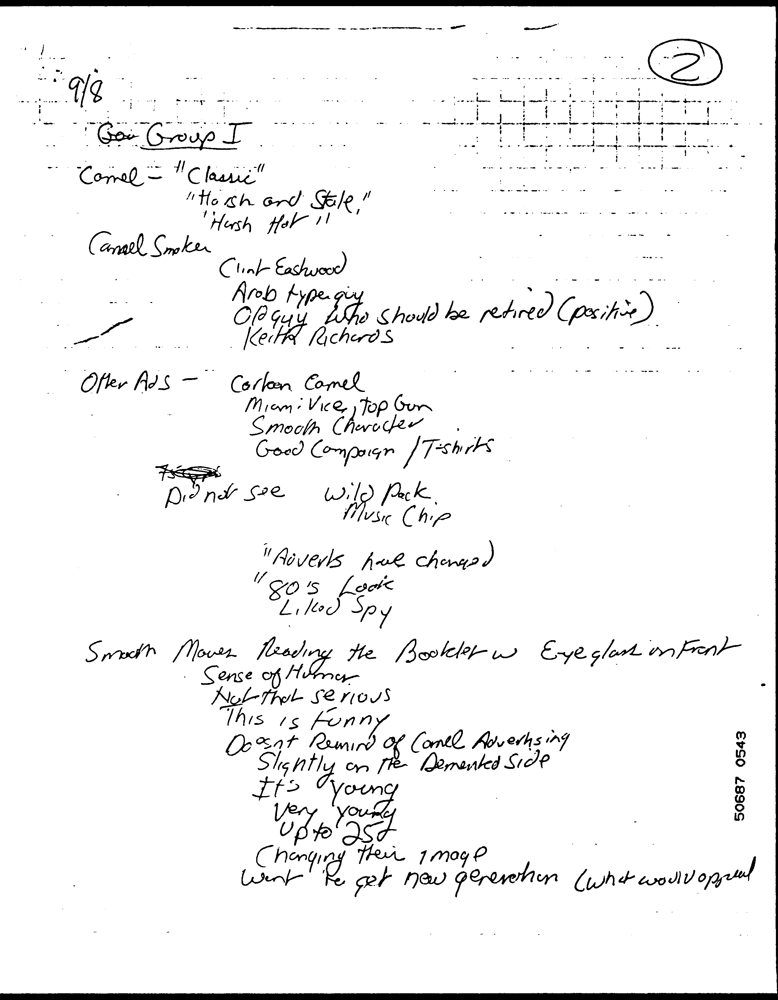 2
9/8
Group I
Camel - "Classic"
"Harsh and Stale,"
"Harsh Hot"
Camel Smoker
Clint Eastwood
Arab type guy
Old guy who should be retired (positive)
Keith Richards
Other Ads - Cartoon Camel
Miami Vice, Top Gun
Smooth Character
Good Campaign / T-shirts
Did not see Wild Pack
Music Chip
"Adverts have changed
"80's Look
Liked Spy
Smooth Moves Reading the Booklet w Eyeglass on Front
Sense of Humor
Not that serious
This is Funny
Doesnt Remind of Camel Advertising
Slightly on the Demented Side
It's young
Very young
Up to 25
Changing their image
Want to get new generation (what would appeal
50687 0543